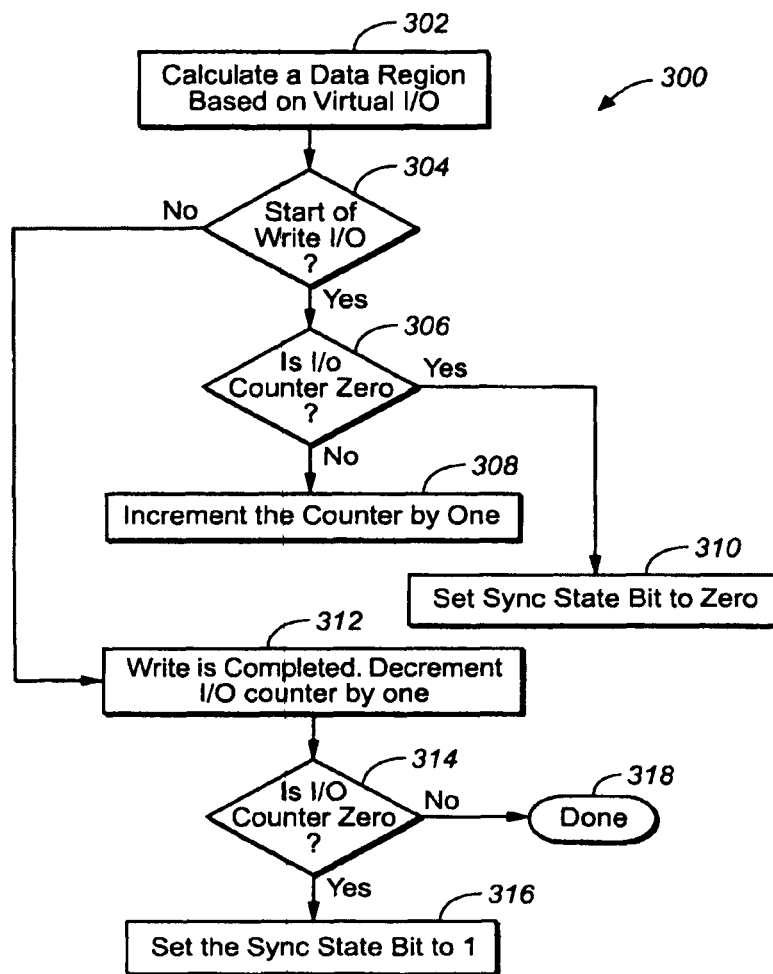 302
Calculate a Data Region
Based on Virtual I/O
300
304
No
Start of
Write I/O
?
Yes
306
Is I/o
Counter Zero
?
Yes
No
308
Increment the Counter by One
310
Set Sync State Bit to Zero
312
Write is Completed. Decrement
I/O counter by one
314
Is I/O
Counter Zero
?
No
318
Done
Yes
316
Set the Sync State Bit to 1